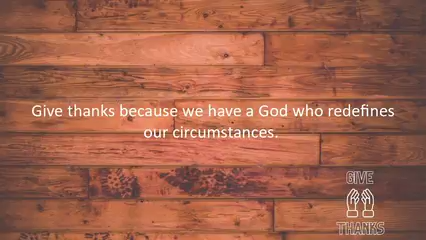 Give thanks because we have a God who redefines
our circumstances.
GIVE
THANKS